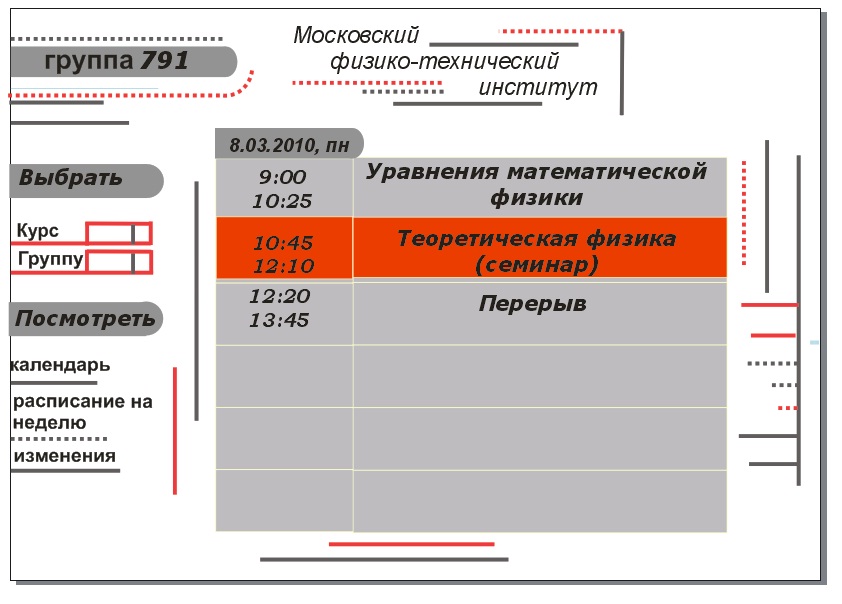 Московский
физико-технический
институт
группа 791
8.03.2010, пн
Выбрать
Курс
Группу
Посмотреть
календарь
расписание на
неделю
изменения
9:00
10:25
Уравнения математической
физики
10:45
12:10
Теоретическая физика
(семинар)
12:20
13:45
Перерыв